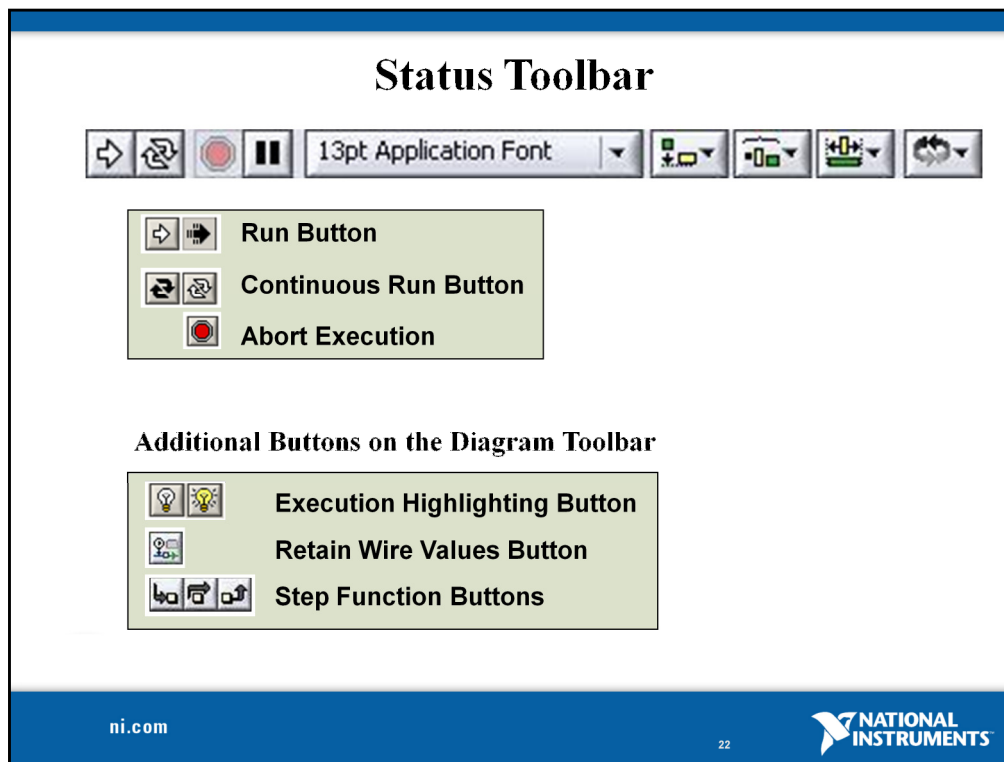 Status Toolbar
13pt Application Font
Run Button
Continuous Run Button
Abort Execution
Additional Buttons on the Diagram Toolbar
Execution Highlighting Button
Retain Wire Values Button
Step Function Buttons
ni.com
22
NATIONAL
INSTRUMENTS